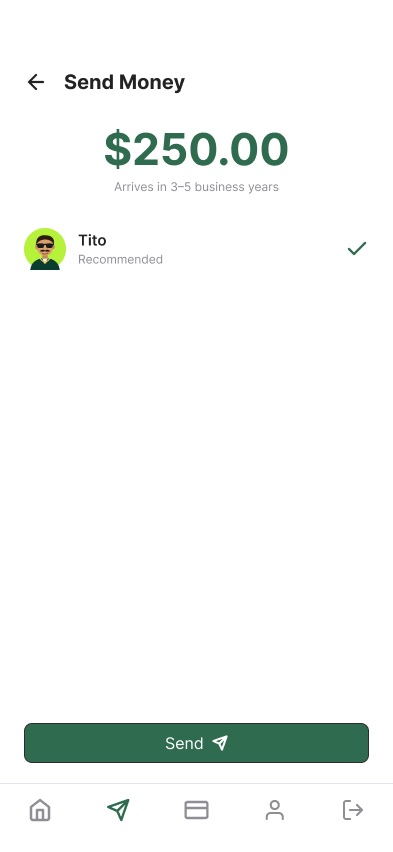 Send Money
$250.00
Arrives in 3–5 business years
Tito
Recommended
Send